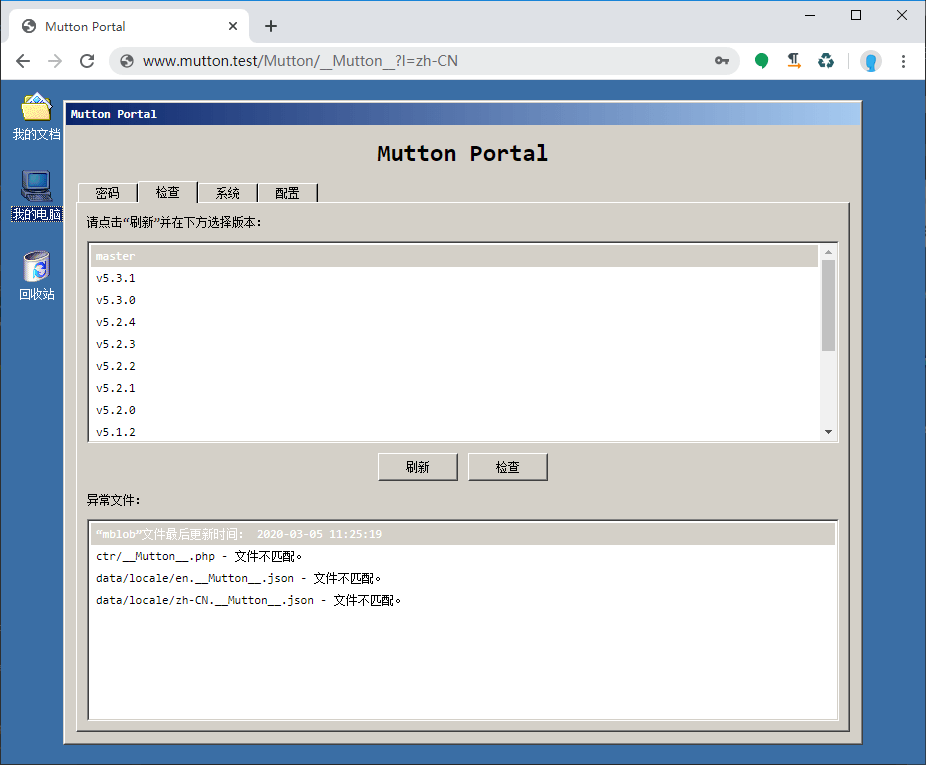 Mutton Portal
www.mutton.test/Mutton/__Mutton__?l=zh-CN
我的文档
我的电脑
回收站
Mutton Portal
Mutton Portal
密码 检查 系统 配置
请点击“刷新”并在下方选择版本:
master
v5.3.1
v5.3.0
v5.2.4
v5.2.3
v5.2.2
v5.2.1
v5.2.0
v5.1.2
刷新 检查
异常文件:
“mblob”文件最后更新时间: 2020-03-05 11:25:19
ctr/__Mutton__.php - 文件不匹配。
data/locale/en.__Mutton__.json - 文件不匹配。
data/locale/zh-CN.__Mutton__.json - 文件不匹配。